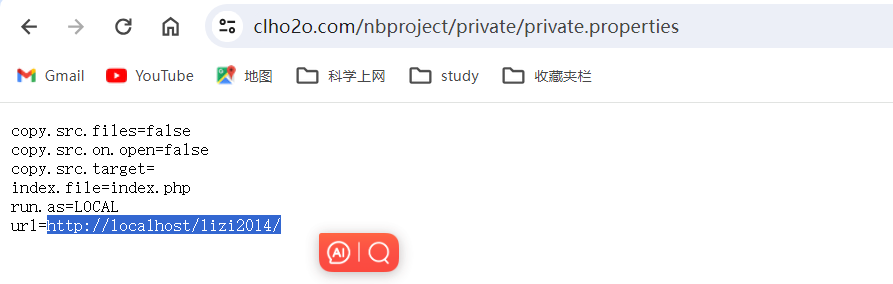 clho2o.com/nbproject/private/private.properties
Gmail YouTube 地图 科学上网 study 收藏夹栏
copy.src.files=false
copy.src.on.open=false
copy.src.target=
index.file=index.php
run.as=LOCAL
url=http://localhost/lizi2014/
AI